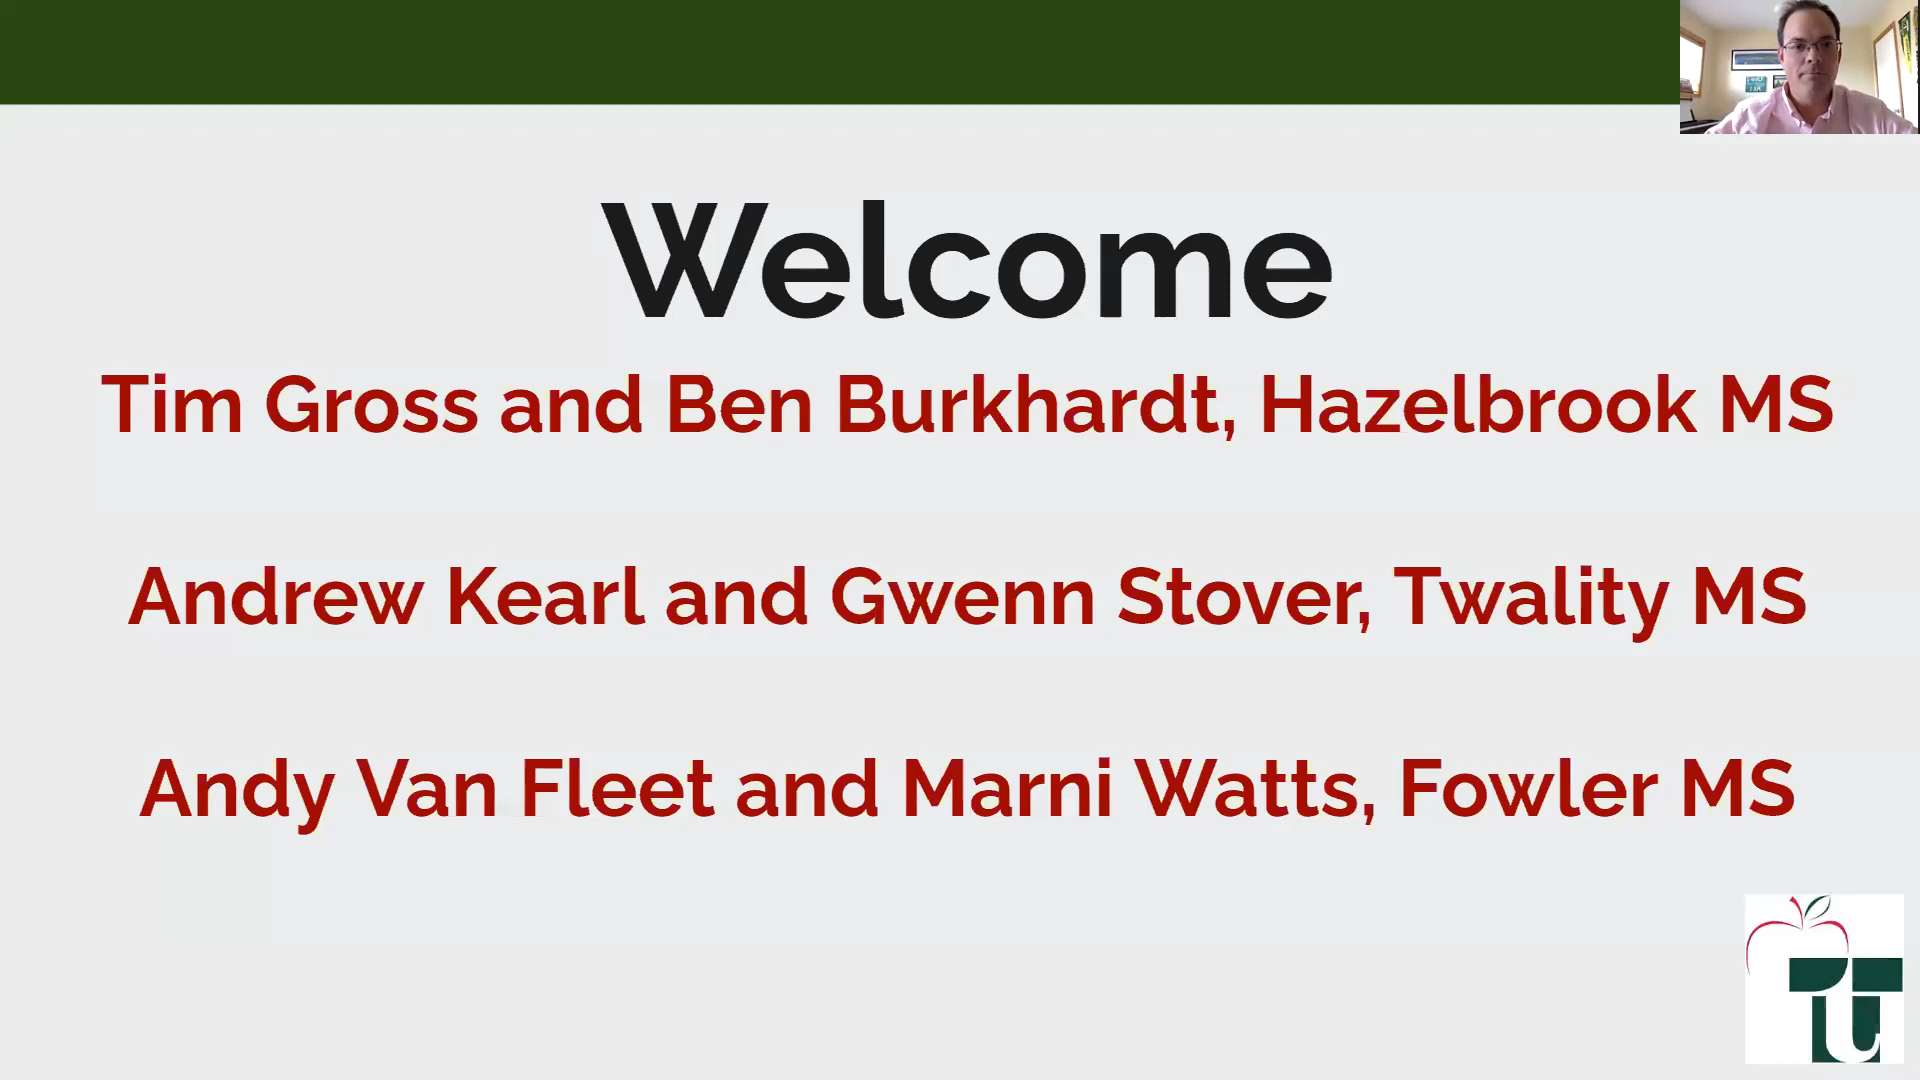 Welcome
Tim Gross and Ben Burkhardt, Hazelbrook MS
Andrew Kearl and Gwenn Stover, Twality MS
Andy Van Fleet and Marni Watts, Fowler MS
TU